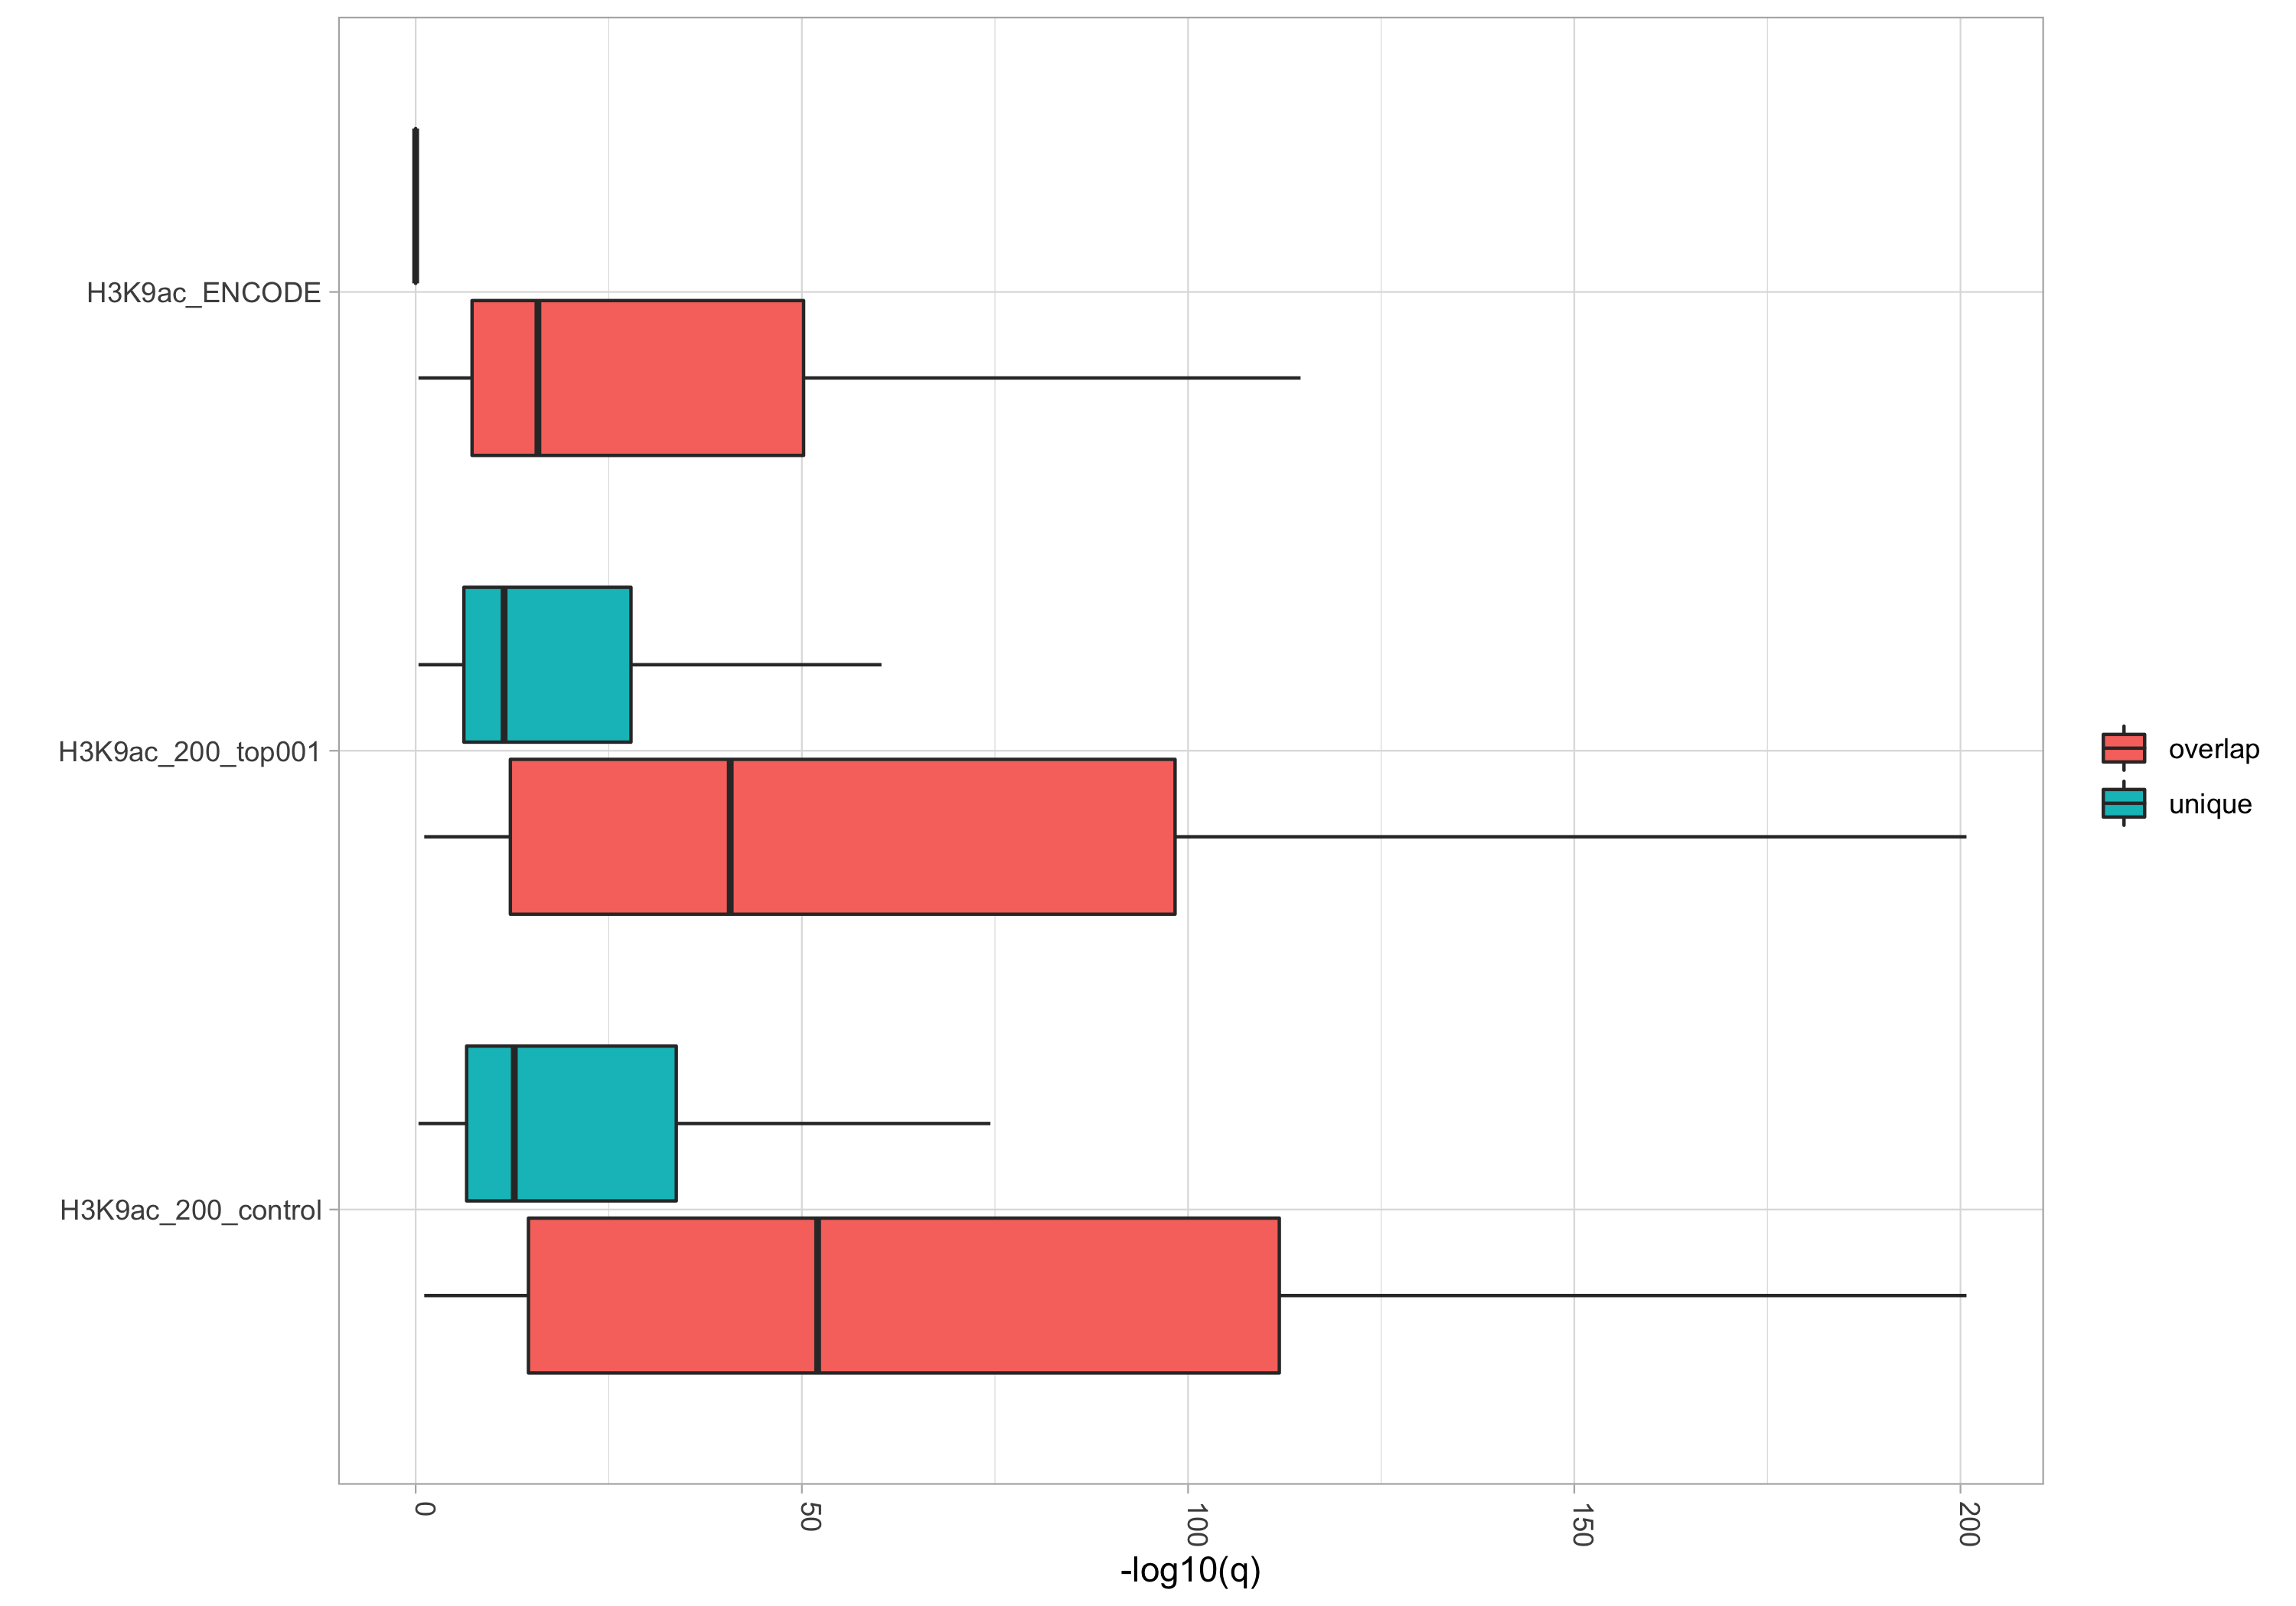 H3K9ac_ENCODE
H3K9ac_200_top001
H3K9ac_200_control
0
50
100
150
200
-log10(q)
overlap
unique